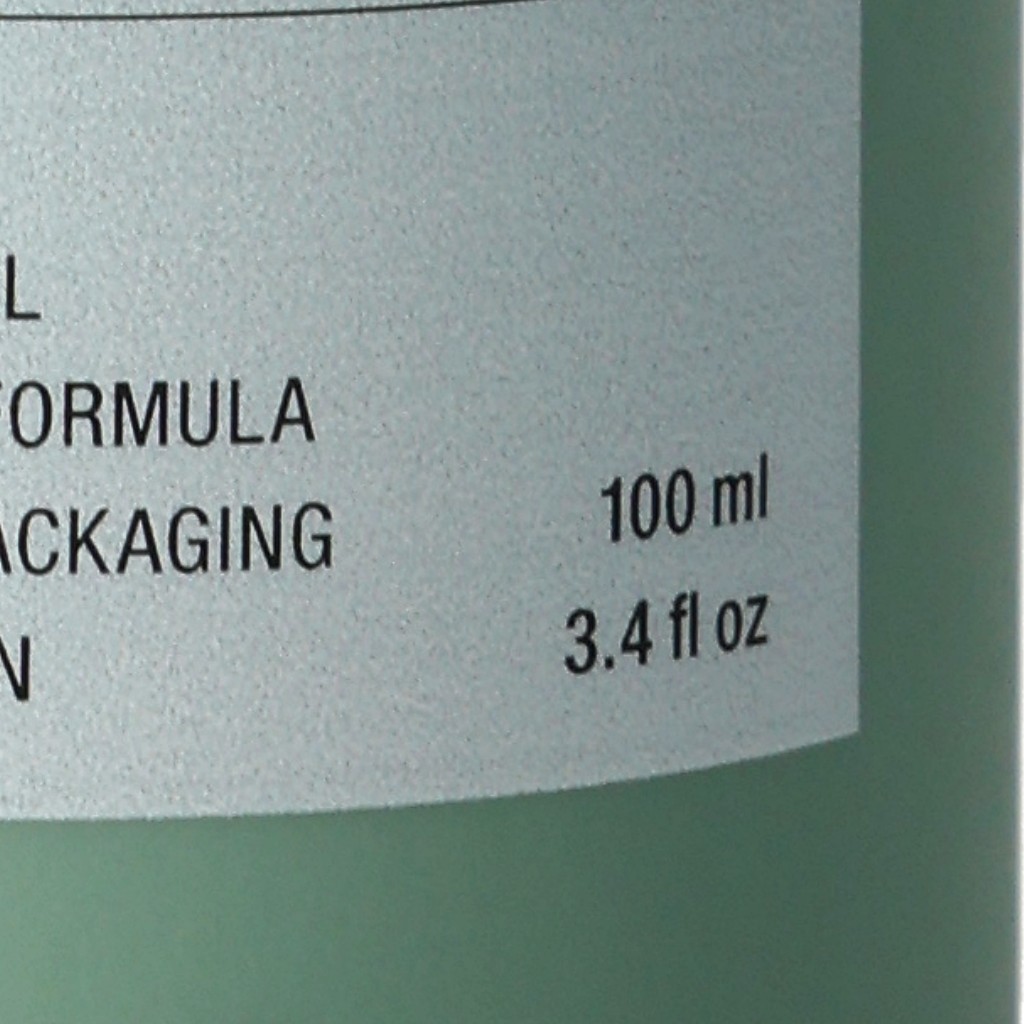 L
FORMULA
ACKAGING
N
100 ml
3.4 fl oz